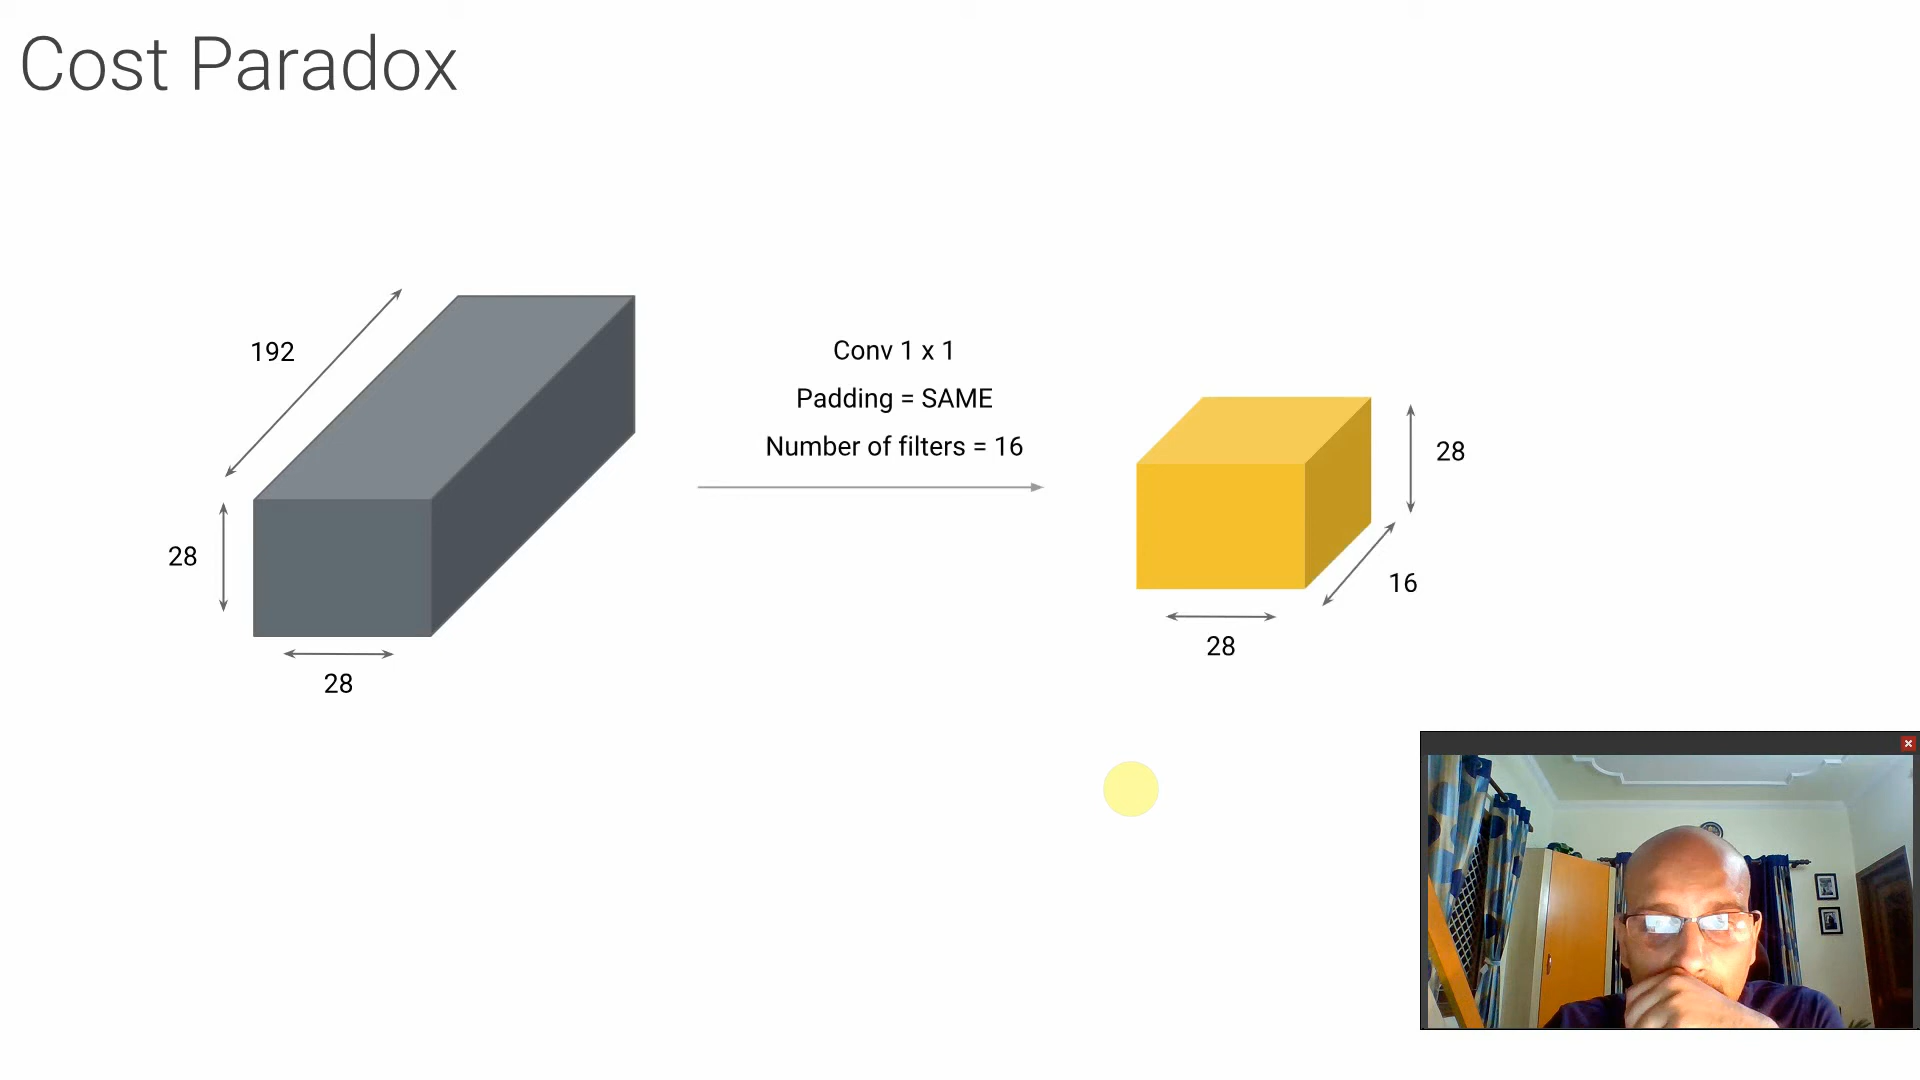 Cost Paradox
192
28
28
Conv 1 x 1
Padding = SAME
Number of filters = 16
28
16
28